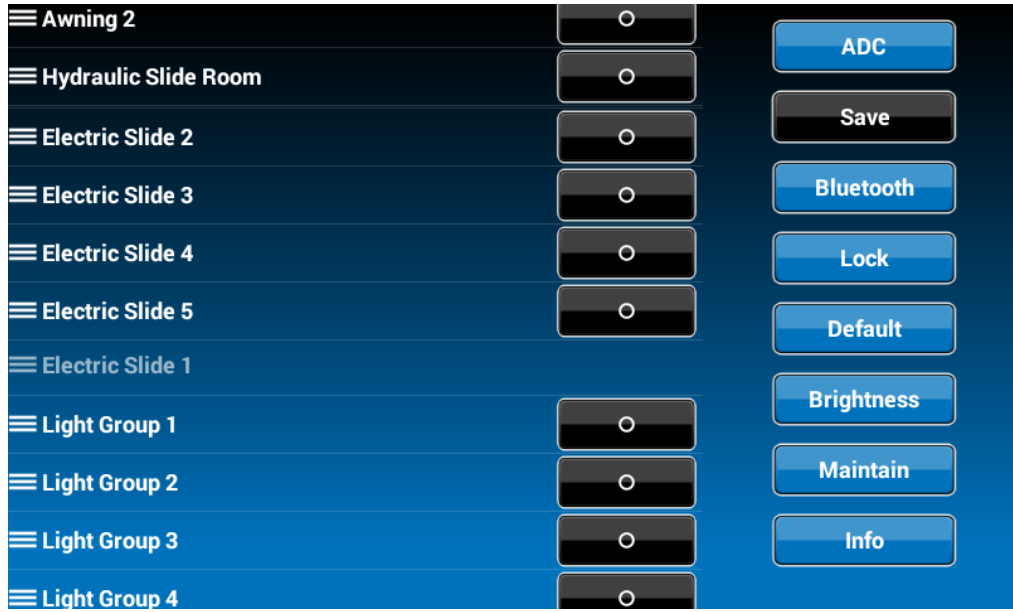 Awning 2
Hydraulic Slide Room
Electric Slide 2
Electric Slide 3
Electric Slide 4
Electric Slide 5
Electric Slide 1
Light Group 1
Light Group 2
Light Group 3
Light Group 4
ADC
Save
Bluetooth
Lock
Default
Brightness
Maintain
Info